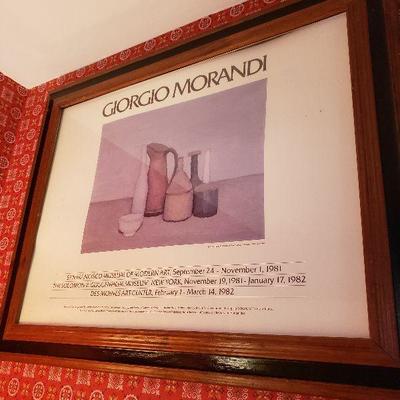 GIORGIO MORANDI
SAN FRANCISCO MUSEUM OF MODERN ART, September 24 - November 1, 1981
THE SOLOMON R. GUGGENHEIM MUSEUM, NEW YORK, November 19, 1981 - January 17, 1982
DES MOINES ART CENTER, February 1 - March 14, 1982